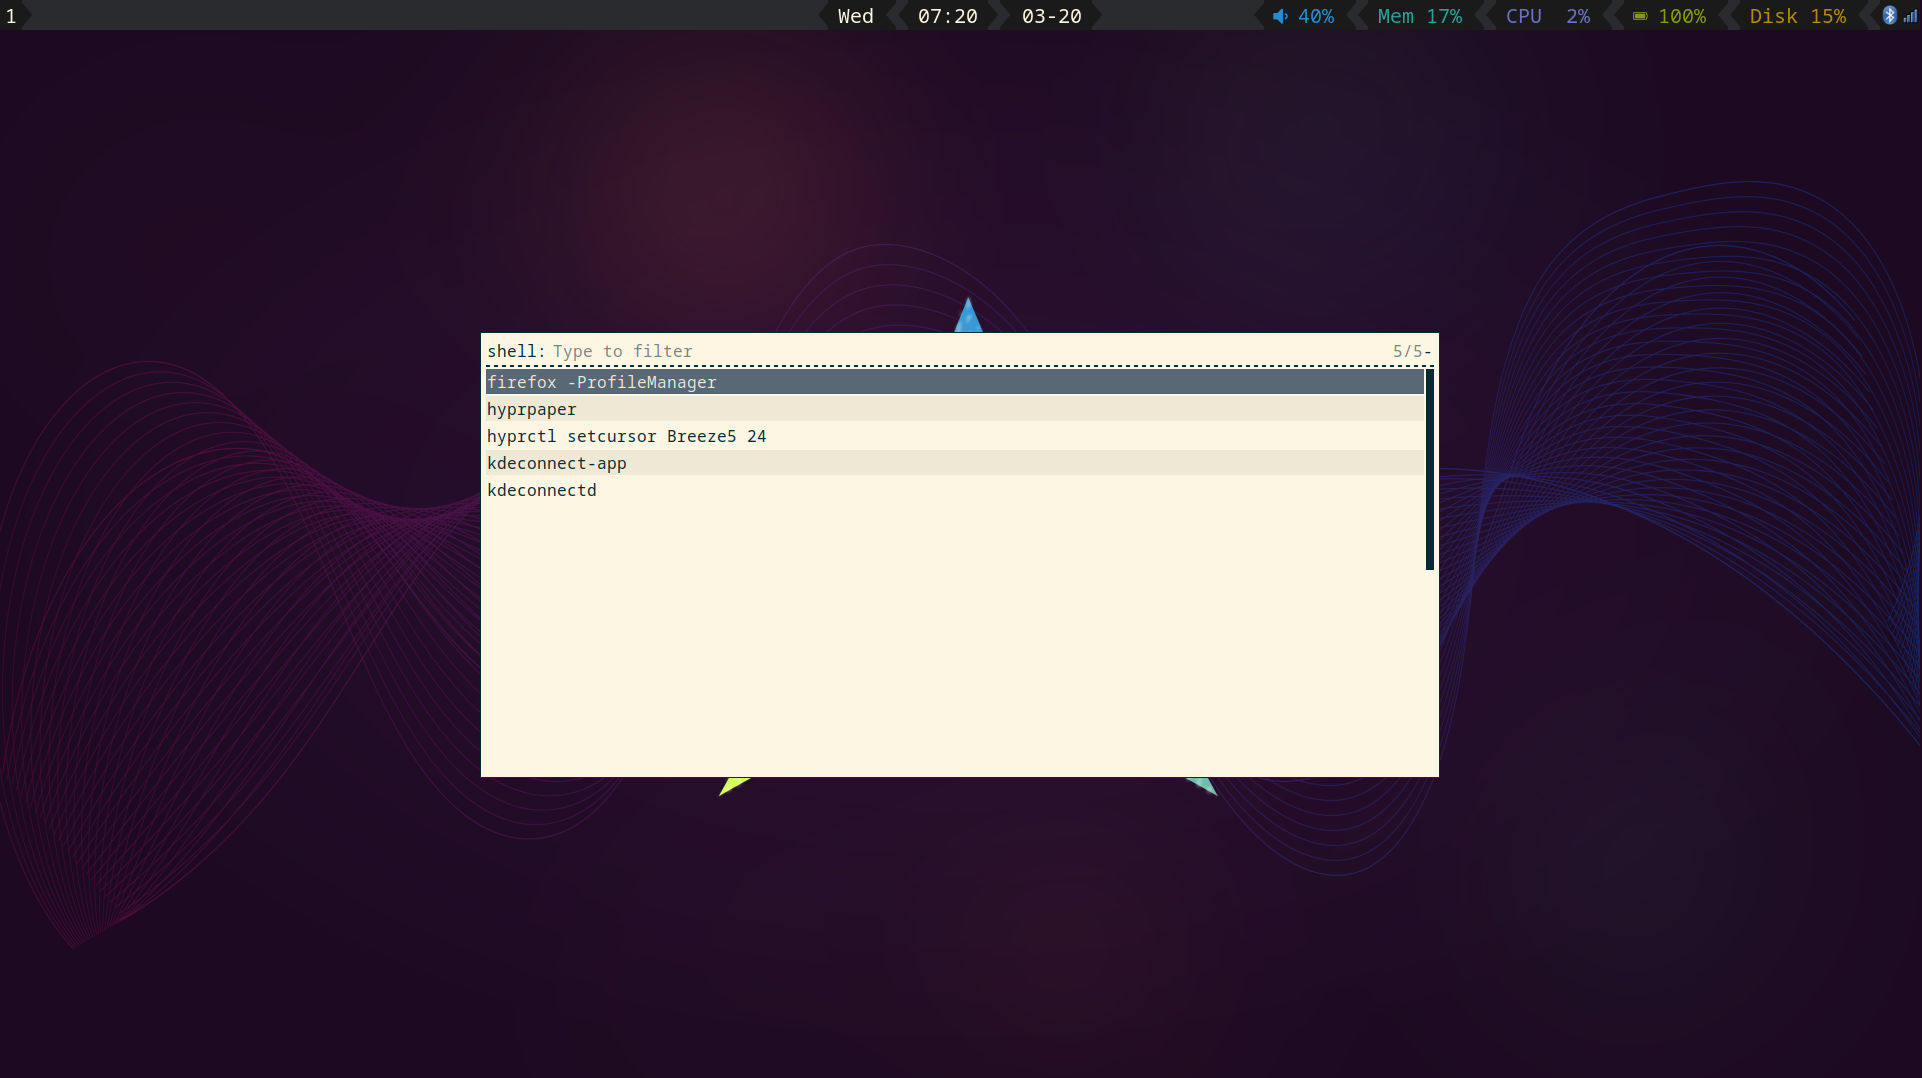 1 Wed 07:20 03-20 40% Mem 17% CPU 2% 100% Disk 15%
shell: Type to filter 5/5-
firefox -ProfileManager
hyprpaper
hyprctl setcursor Breeze5 24
kdeconnect-app
kdeconnectd